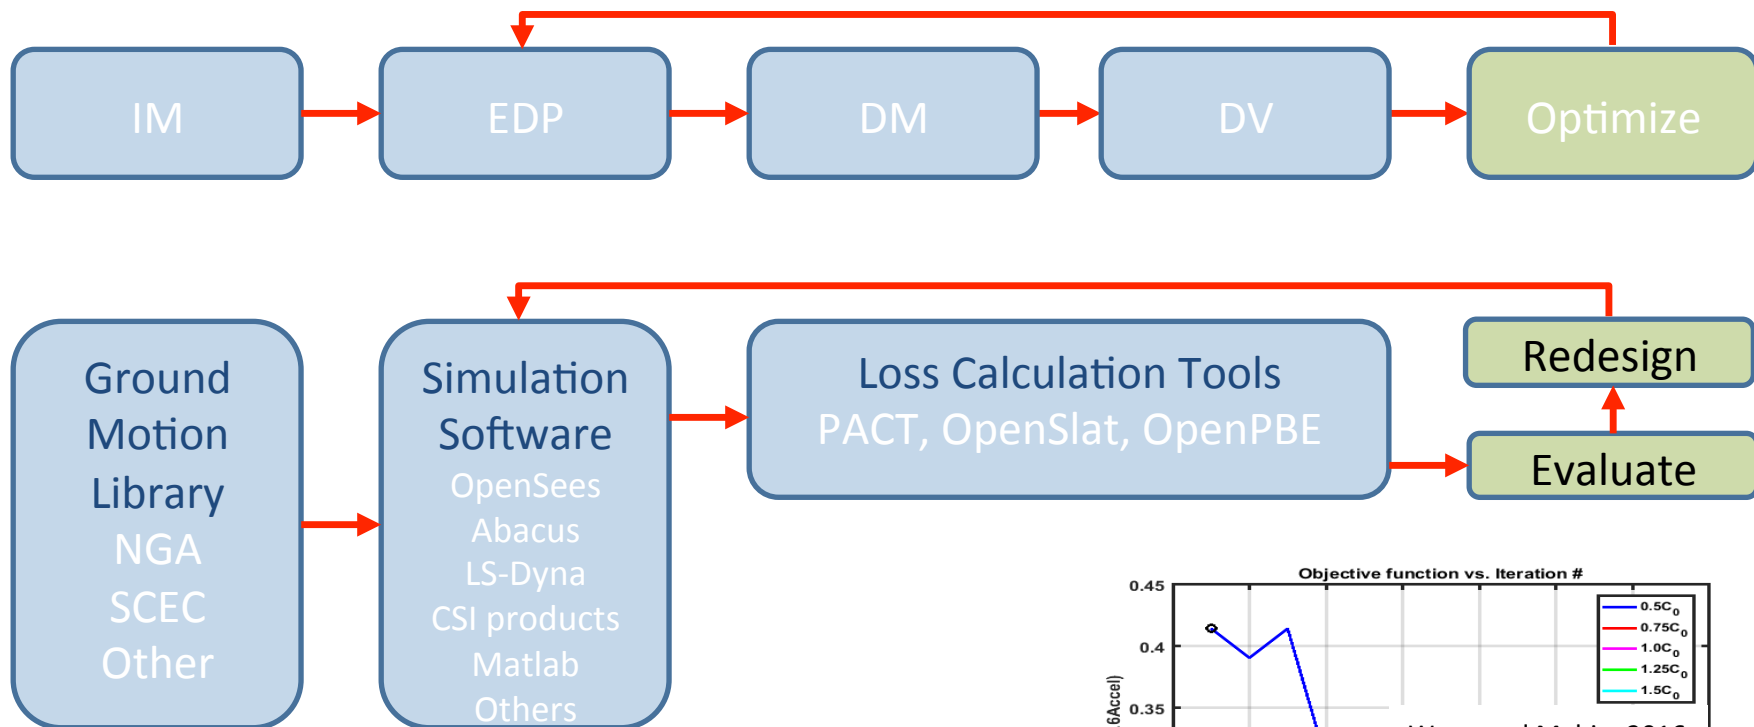 IM
EDP
DM
DV
Optimize
Ground
Motion
Library
NGA
SCEC
Other
Simulation
Software
OpenSees
Abacus
LS-Dyna
CSI products
Matlab
Others
Loss Calculation Tools
PACT, OpenSlat, OpenPBE
Redesign
Evaluate
Objective function vs. Iteration #
0.45
0.4
0.35
6Accel)
0.5C0
0.75C0
1.0C0
1.25C0
1.5C0